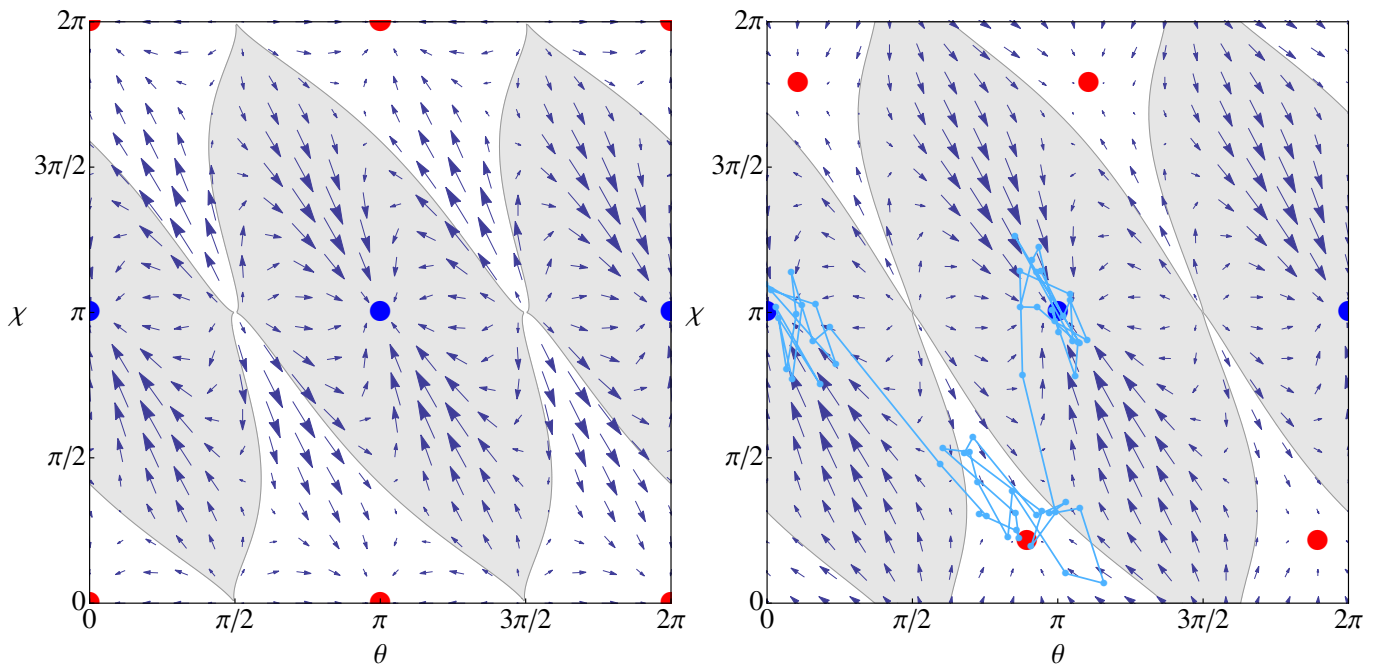 2π 2π
3π/2 3π/2
χ π χ π
π/2 π/2
0 0
0 π/2 π 3π/2 2π 0 π/2 π 3π/2 2π
θ θ